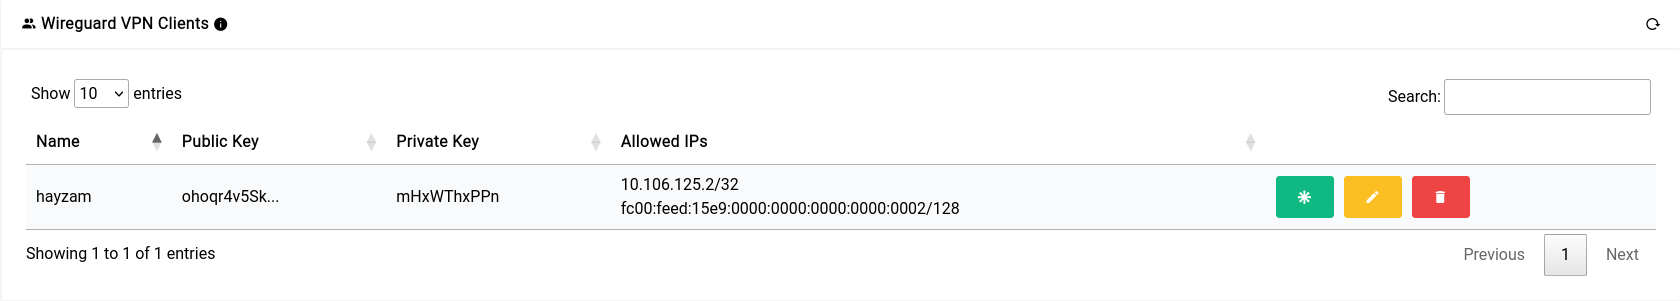 Wireguard VPN Clients
Show 10 entries
Search:
Name Public Key Private Key Allowed IPs
hayzam ohoqr4v5Sk... mHxWThxPPn 10.106.125.2/32
fc00:feed:15e9:0000:0000:0000:0000:0002/128
Showing 1 to 1 of 1 entries
Previous 1 Next